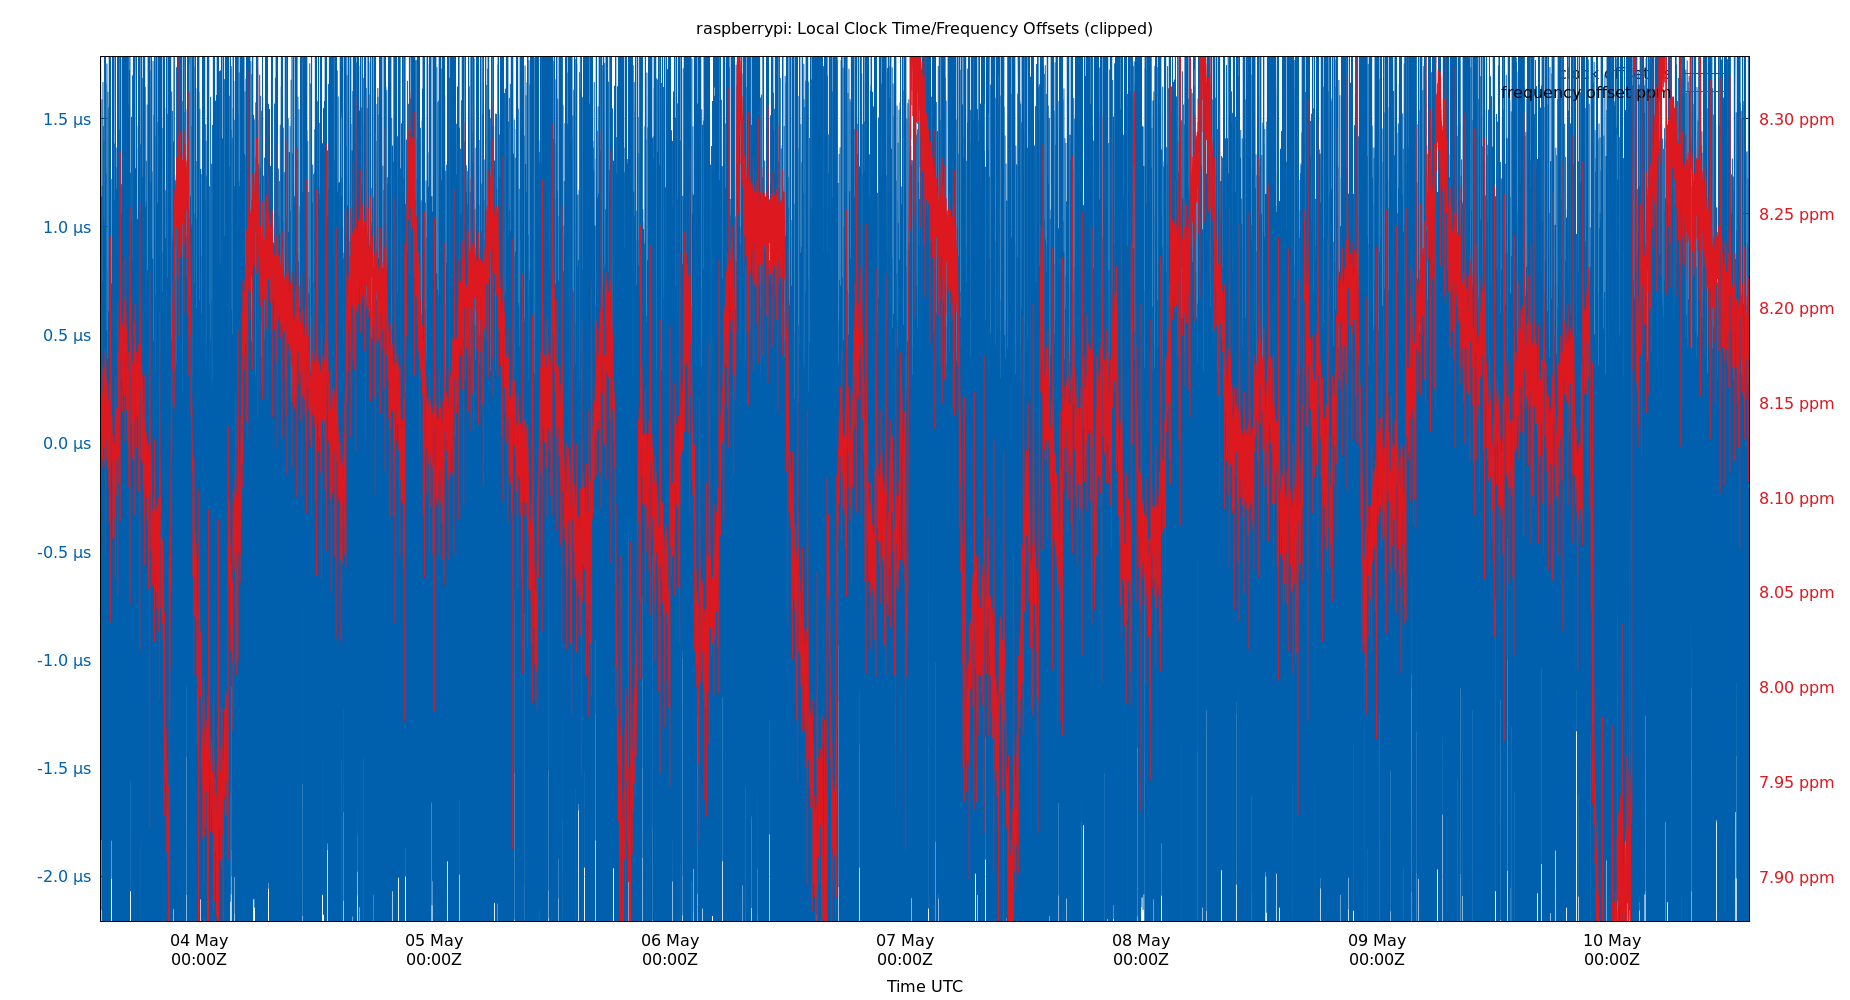 raspberrypi: Local Clock Time/Frequency Offsets (clipped)
clock offset
frequency offset ppm
1.5 µs
1.0 µs
0.5 µs
0.0 µs
-0.5 µs
-1.0 µs
-1.5 µs
-2.0 µs
8.30 ppm
8.25 ppm
8.20 ppm
8.15 ppm
8.10 ppm
8.05 ppm
8.00 ppm
7.95 ppm
7.90 ppm
04 May 05 May 06 May 07 May 08 May 09 May 10 May
00:00Z 00:00Z 00:00Z 00:00Z 00:00Z 00:00Z 00:00Z
Time UTC